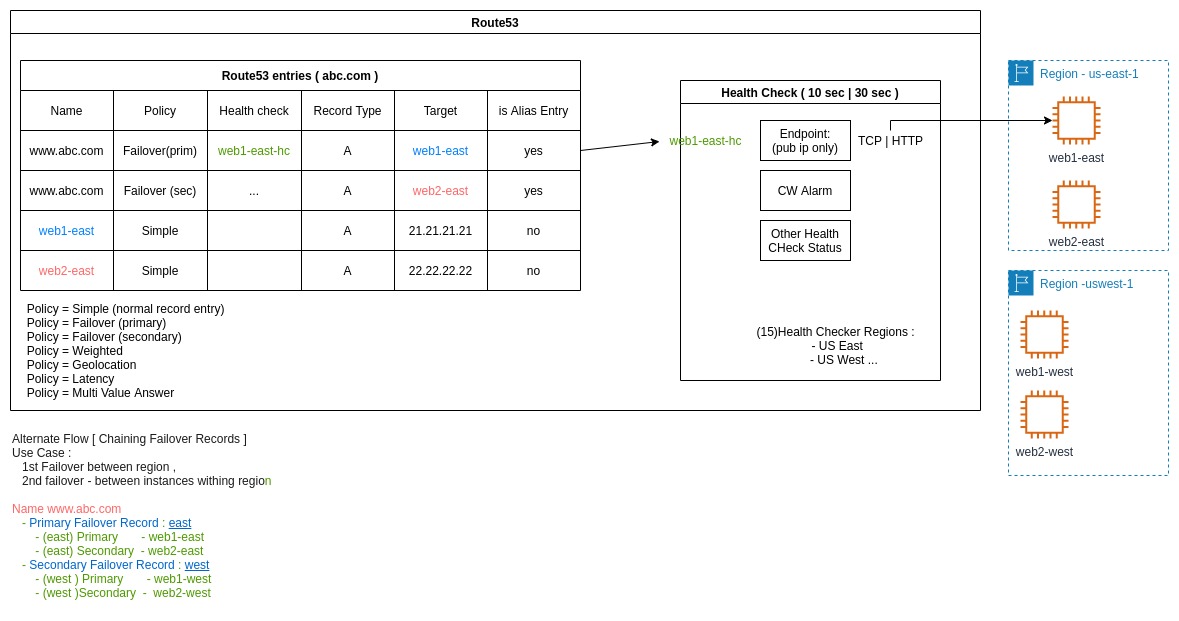 Route53
Route53 entries ( abc.com )
Name Policy Health check Record Type Target is Alias Entry
www.abc.com Failover(prim) web1-east-hc A web1-east yes
www.abc.com Failover (sec) ... A web2-east yes
web1-east Simple A 21.21.21.21 no
web2-east Simple A 22.22.22.22 no
Policy = Simple (normal record entry)
Policy = Failover (primary)
Policy = Failover (secondary)
Policy = Weighted
Policy = Geolocation
Policy = Latency
Policy = Multi Value Answer
Health Check ( 10 sec | 30 sec )
web1-east-hc
Endpoint:
(pub ip only)
TCP | HTTP
CW Alarm
Other Health
CHeck Status
(15)Health Checker Regions :
- US East
- US West ...
Region - us-east-1
web1-east
web2-east
Region -uswest-1
web1-west
web2-west
Alternate Flow [ Chaining Failover Records ]
Use Case :
1st Failover between region ,
2nd failover - between instances withing region
Name www.abc.com
- Primary Failover Record : east
- (east) Primary - web1-east
- (east) Secondary - web2-east
- Secondary Failover Record : west
- (west ) Primary - web1-west
- (west )Secondary - web2-west